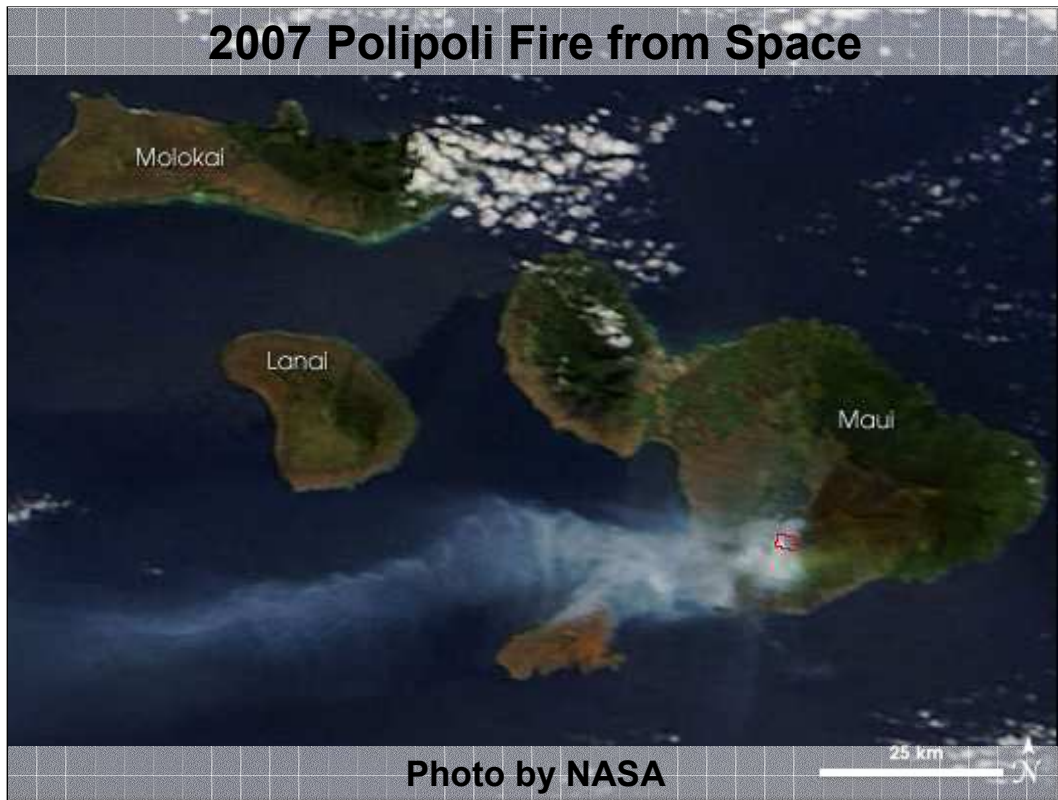 2007 Polipoli Fire from Space
Molokai
Lanai
Maui
25 km
N
Photo by NASA